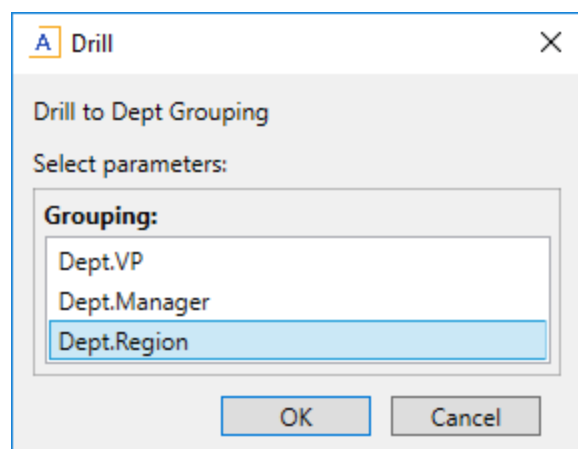 A Drill
Drill to Dept Grouping
Select parameters:
Grouping:
Dept.VP
Dept.Manager
Dept.Region
OK Cancel